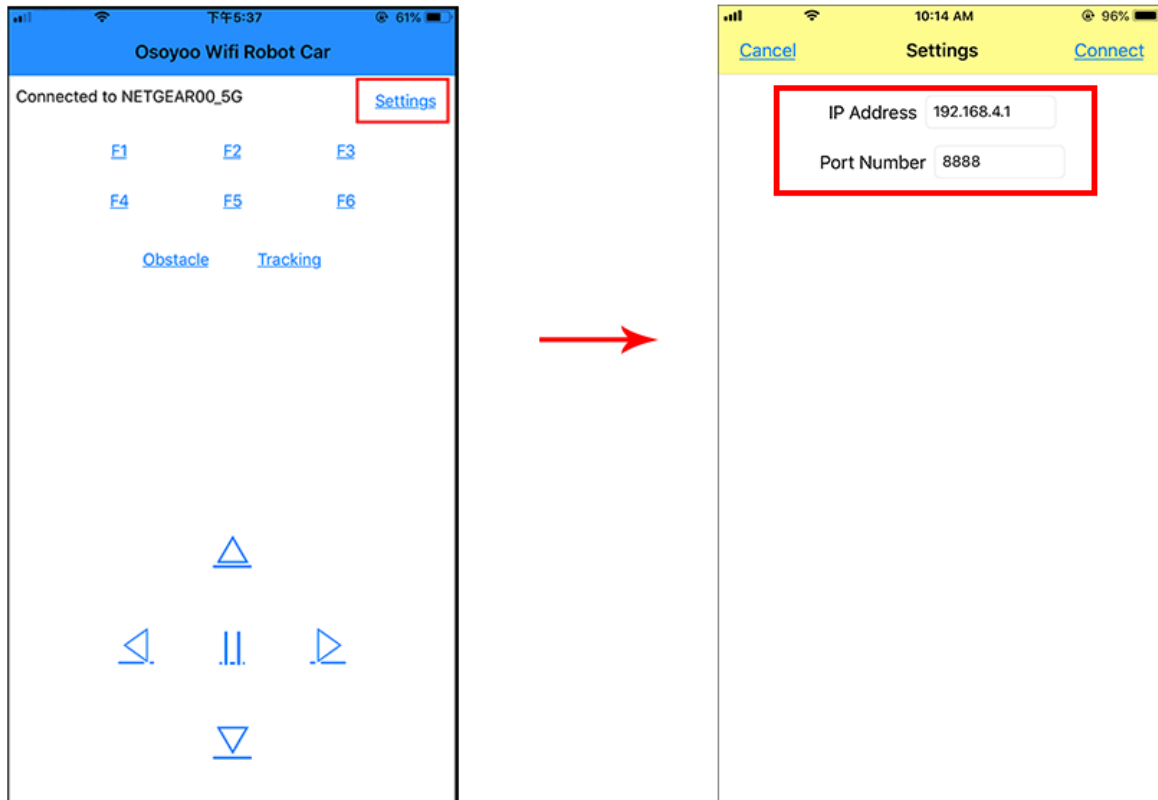 下午5:37
61%
Osoyoo Wifi Robot Car
Connected to NETGEAR00_5G
Settings
F1 F2 F3
F4 F5 F6
Obstacle Tracking
10:14 AM
96%
Cancel Settings Connect
IP Address 192.168.4.1
Port Number 8888